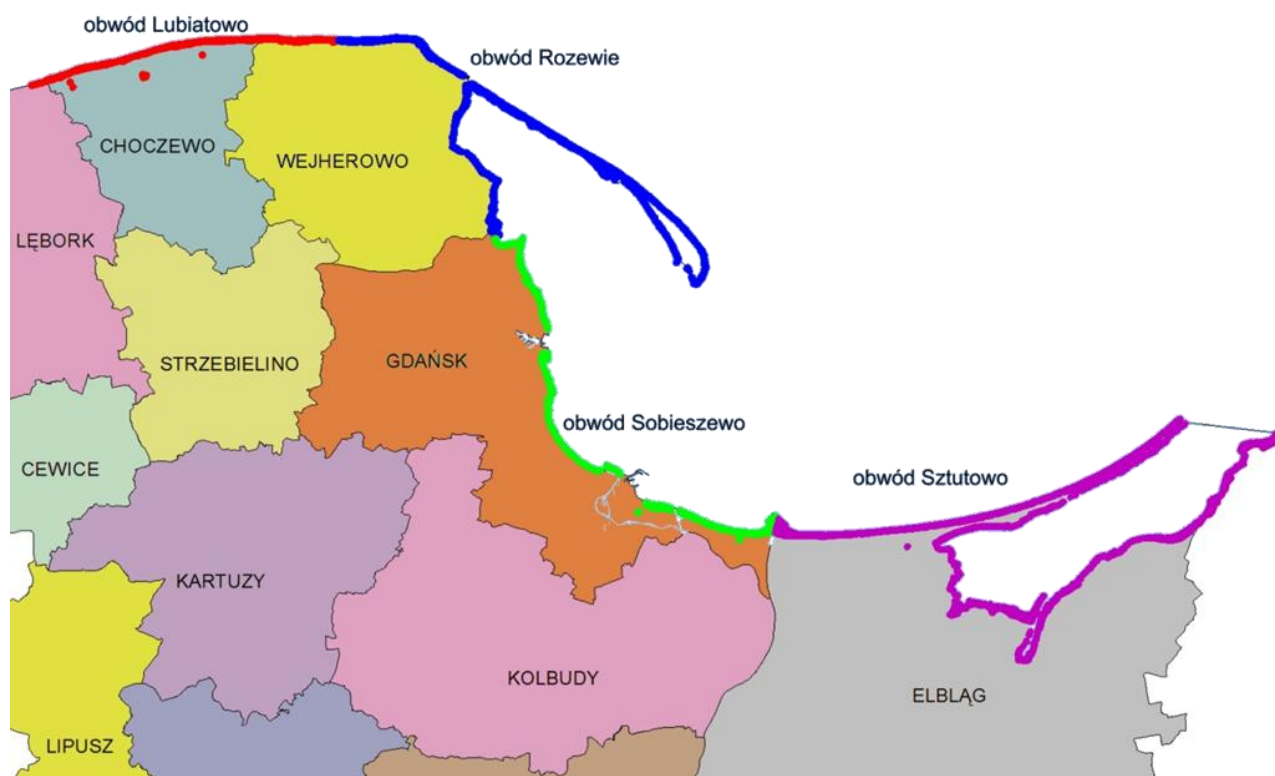 obwód Lubiatowo
obwód Rozewie
CHOCZEWO
WEJHEROWO
LĘBORK
STRZEBIELINO
GDAŃSK
obwód Sobieszewo
CEWICE
obwód Sztutowo
KARTUZY
KOLBUDY
ELBLĄG
LIPUSZ